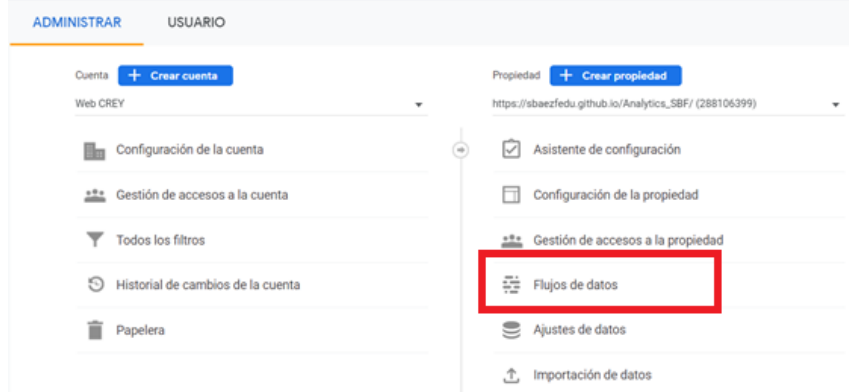 ADMINISTRAR USUARIO
Cuenta + Crear cuenta
Web CREY
Configuración de la cuenta
Gestión de accesos a la cuenta
Todos los filtros
Historial de cambios de la cuenta
Papelera
Propiedad + Crear propiedad
https://sbaezfedu.github.io/Analytics_SBF/ (288106399)
Asistente de configuración
Configuración de la propiedad
Gestión de accesos a la propiedad
Flujos de datos
Ajustes de datos
Importación de datos